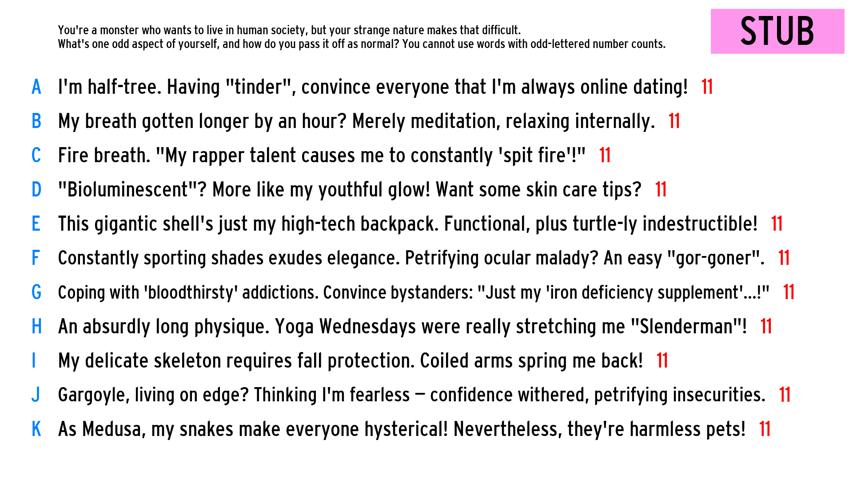 You're a monster who wants to live in human society, but your strange nature makes that difficult.
What's one odd aspect of yourself, and how do you pass it off as normal? You cannot use words with odd-lettered number counts.
STUB
A I'm half-tree. Having "tinder", convince everyone that I'm always online dating! 11
B My breath gotten longer by an hour? Merely meditation, relaxing internally. 11
C Fire breath. "My rapper talent causes me to constantly 'spit fire'!" 11
D "Bioluminescent"? More like my youthful glow! Want some skin care tips? 11
E This gigantic shell's just my high-tech backpack. Functional, plus turtle-ly indestructible! 11
F Constantly sporting shades exudes elegance. Petrifying ocular malady? An easy "gor-goner". 11
G Coping with 'bloodthirsty' addictions. Convince bystanders: "Just my 'iron deficiency supplement'...!" 11
H An absurdly long physique. Yoga Wednesdays were really stretching me "Slenderman"! 11
I My delicate skeleton requires fall protection. Coiled arms spring me back! 11
J Gargoyle, living on edge? Thinking I'm fearless – confidence withered, petrifying insecurities. 11
K As Medusa, my snakes make everyone hysterical! Nevertheless, they're harmless pets! 11